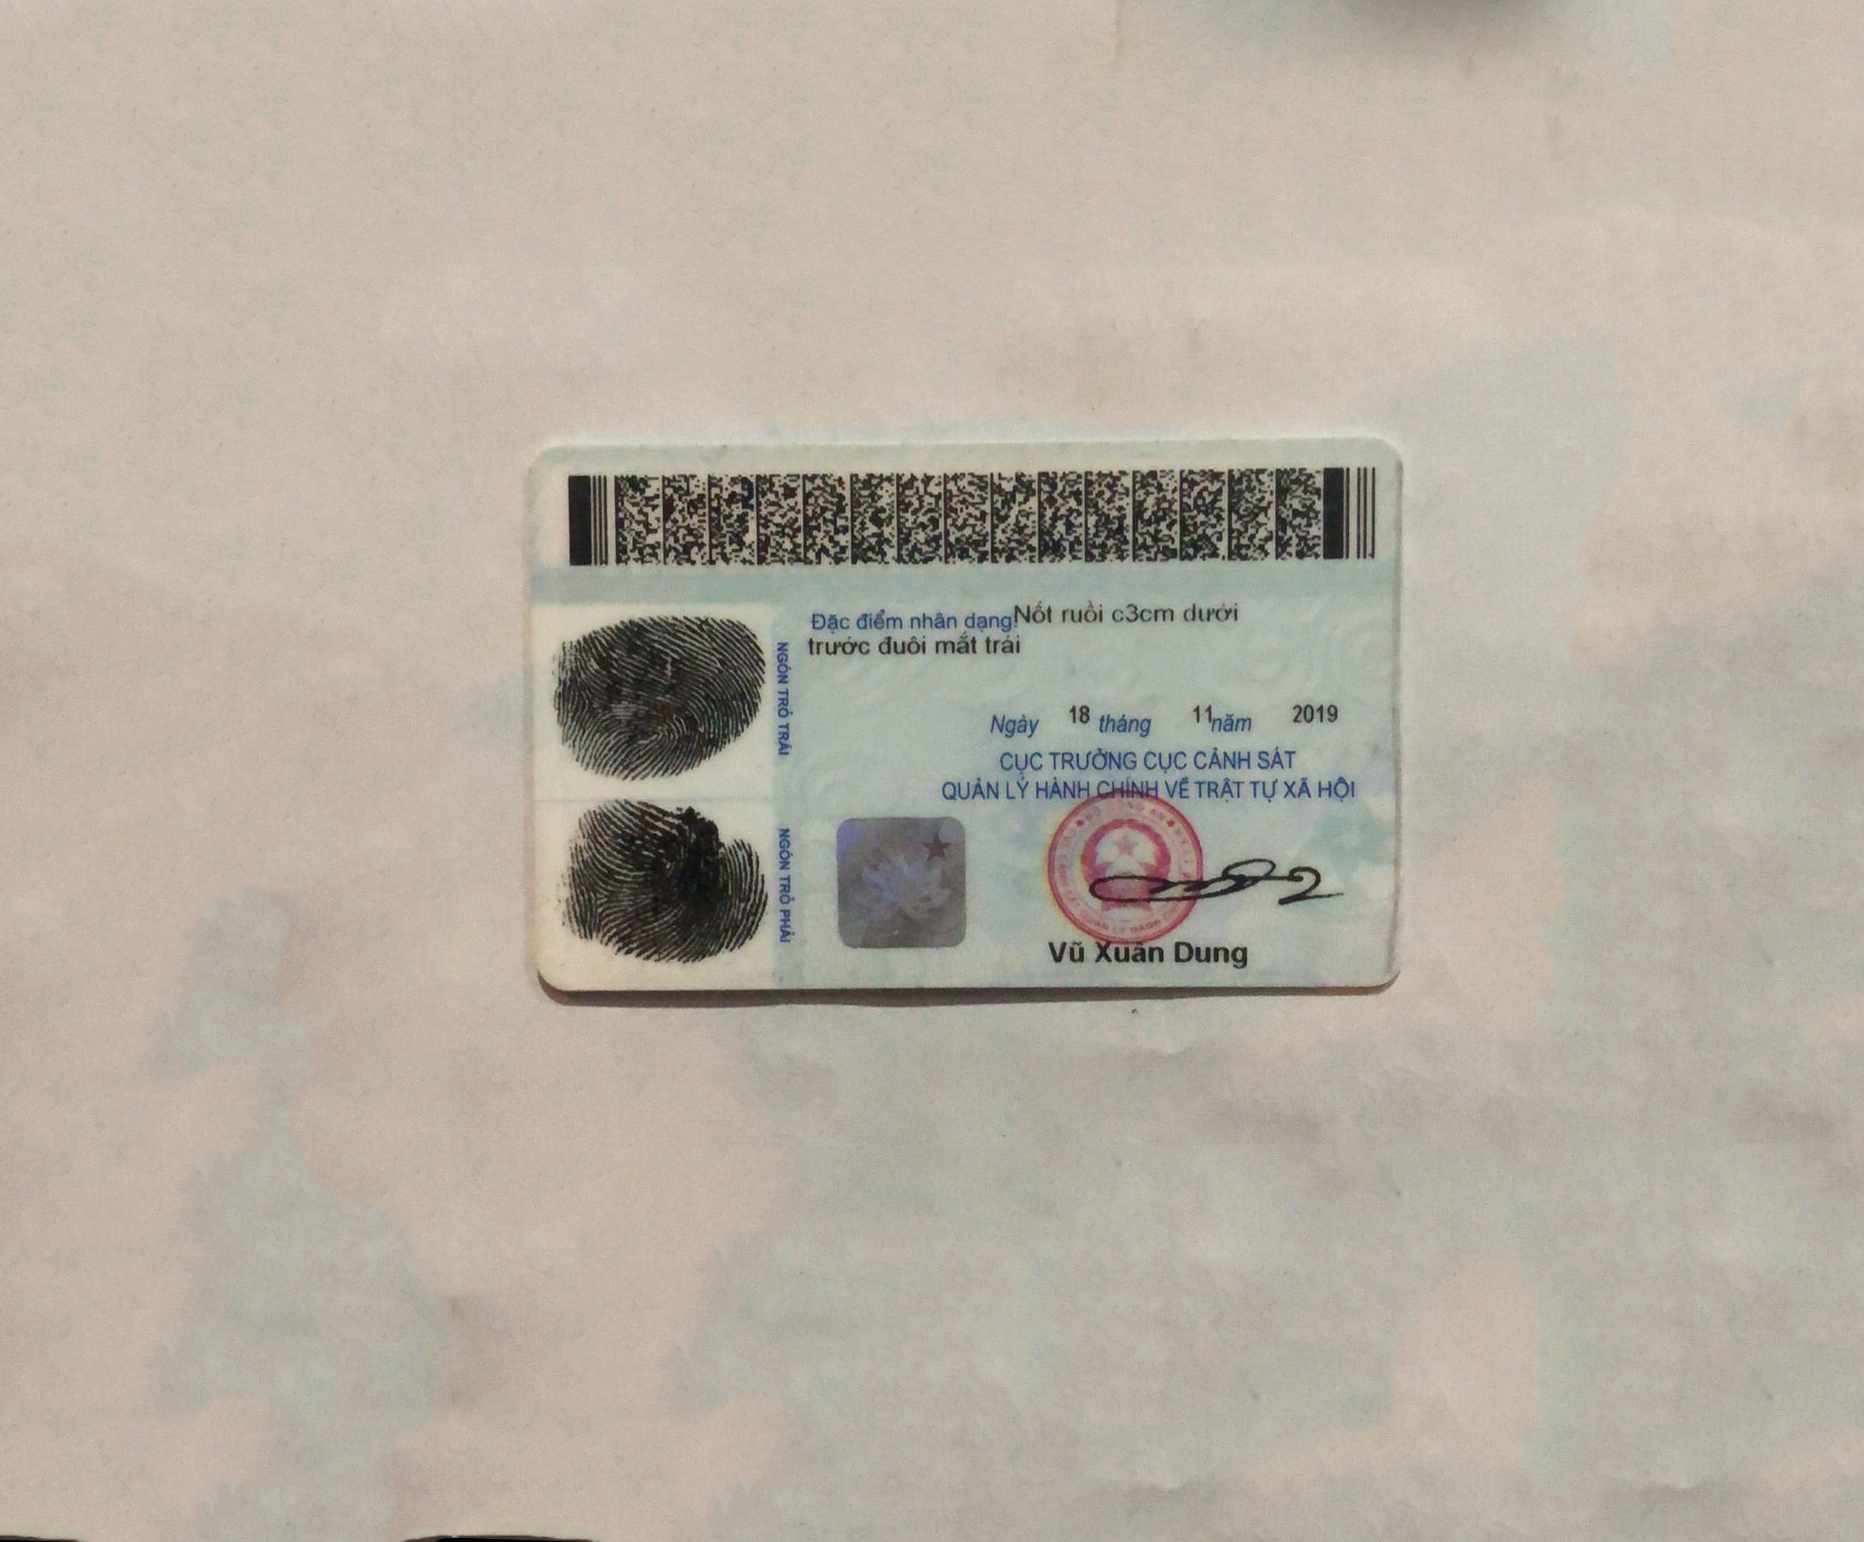 Đặc điểm nhân dạng: Nốt ruồi c3cm dưới
trước đuôi mắt trái
NGÓN TRỎ TRÁI
Ngày 18 tháng 11 năm 2019
CỤC TRƯỞNG CỤC CẢNH SÁT
QUẢN LÝ HÀNH CHÍNH VỀ TRẬT TỰ XÃ HỘI
NGÓN TRỎ PHẢI
Vũ Xuân Dung